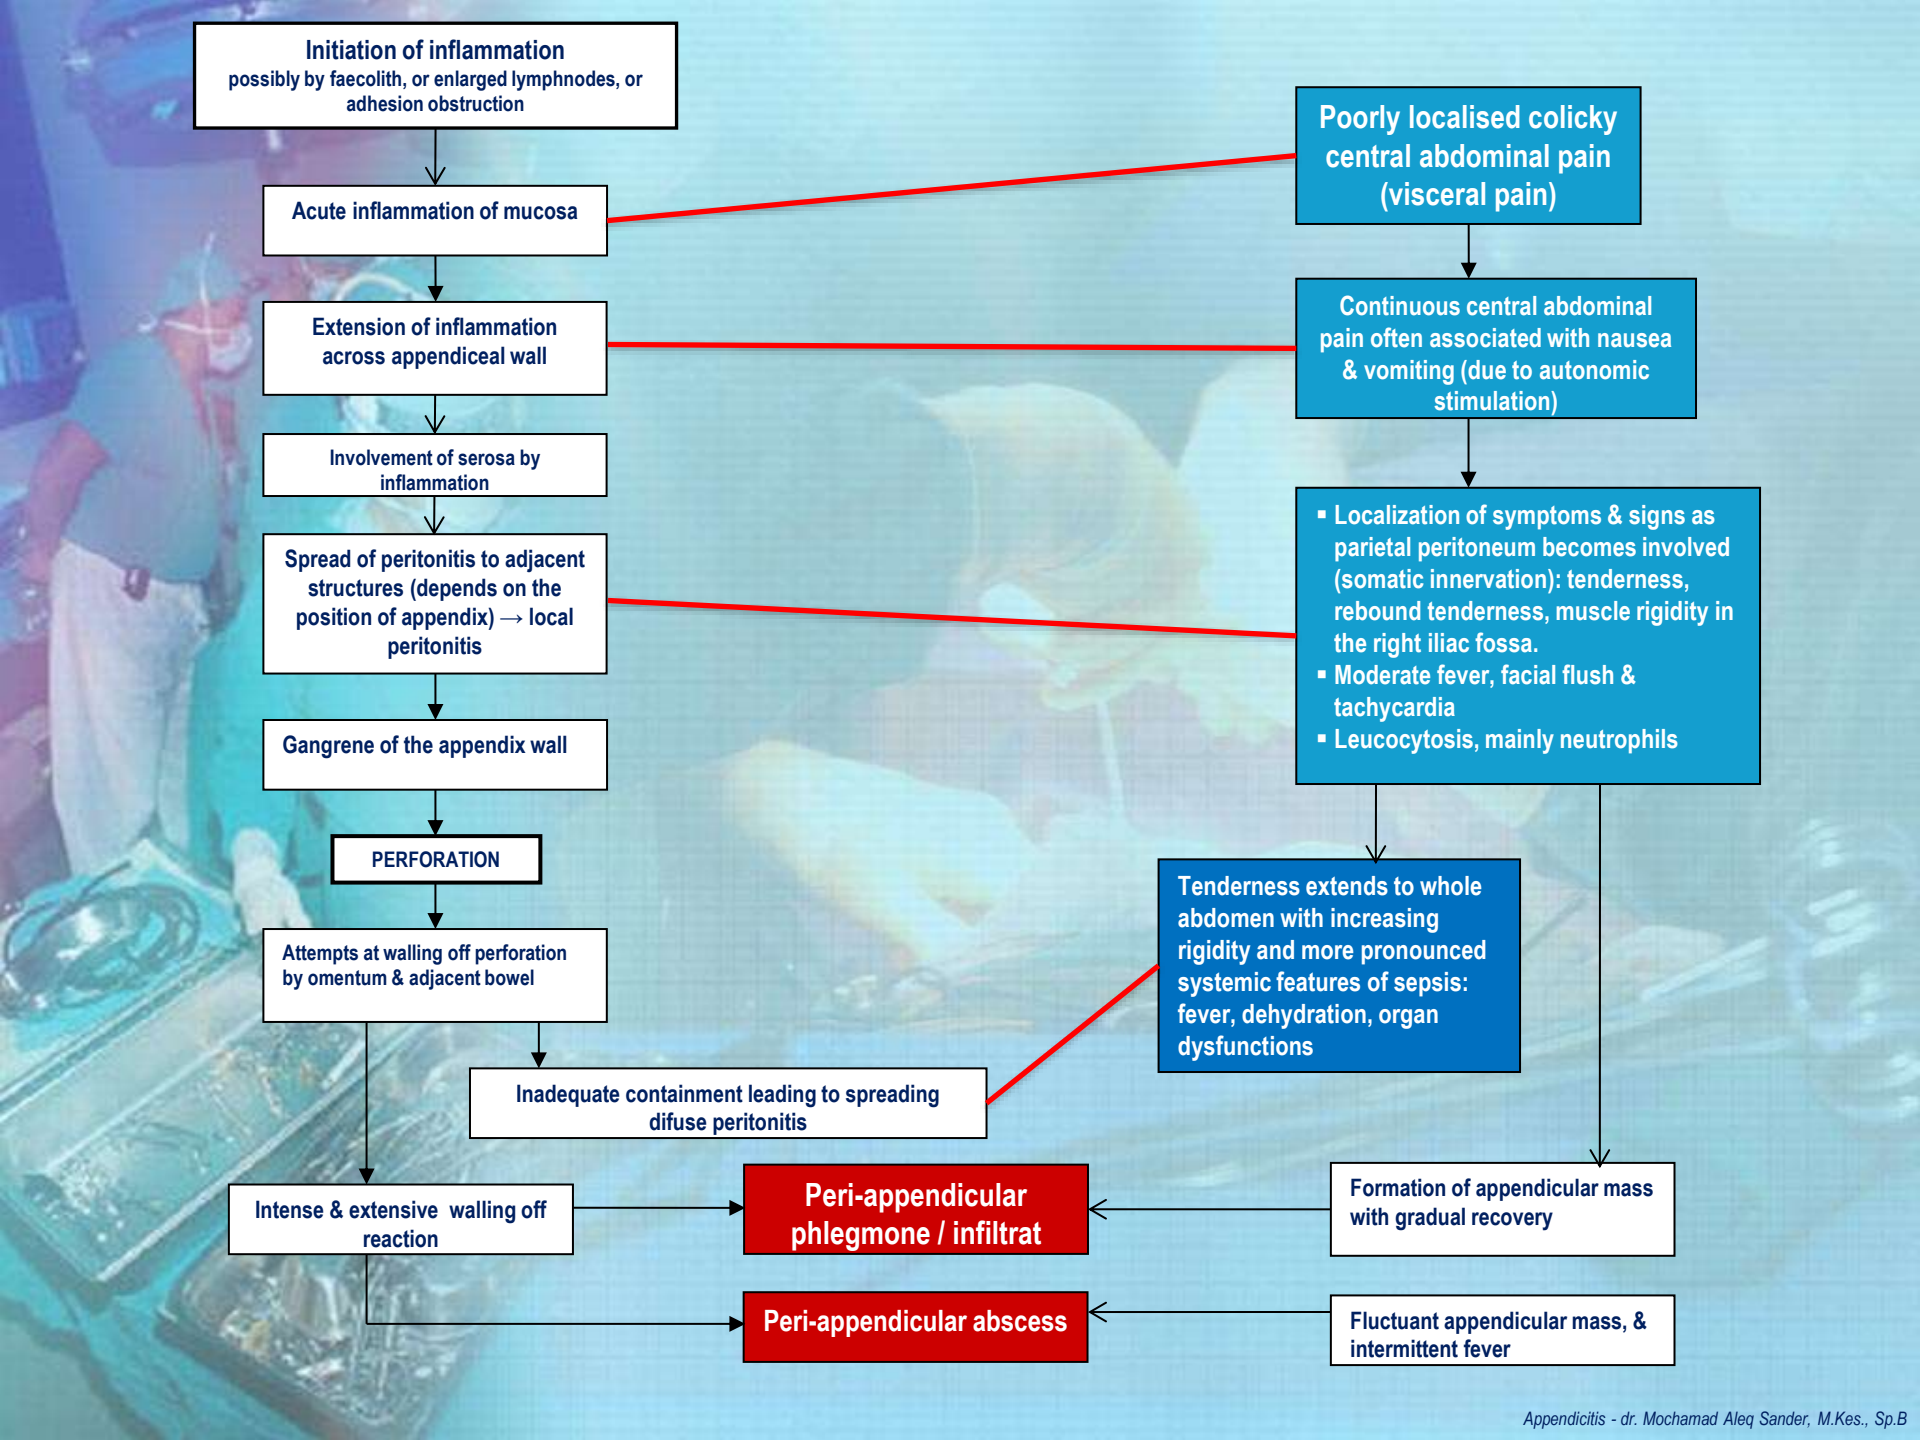 Initiation of inflammation
possibly by faecolith, or enlarged lymphnodes, or
adhesion obstruction
Acute inflammation of mucosa
Extension of inflammation
across appendiceal wall
Involvement of serosa by
inflammation
Spread of peritonitis to adjacent
structures (depends on the
position of appendix) → local
peritonitis
Gangrene of the appendix wall
PERFORATION
Attempts at walling off perforation
by omentum & adjacent bowel
Inadequate containment leading to spreading
difuse peritonitis
Intense & extensive walling off
reaction
Peri-appendicular
phlegmone / infiltrat
Peri-appendicular abscess
Poorly localised colicky
central abdominal pain
(visceral pain)
Continuous central abdominal
pain often associated with nausea
& vomiting (due to autonomic
stimulation)
▪ Localization of symptoms & signs as
parietal peritoneum becomes involved
(somatic innervation): tenderness,
rebound tenderness, muscle rigidity in
the right iliac fossa.
▪ Moderate fever, facial flush &
tachycardia
▪ Leucocytosis, mainly neutrophils
Tenderness extends to whole
abdomen with increasing
rigidity and more pronounced
systemic features of sepsis:
fever, dehydration, organ
dysfunctions
Formation of appendicular mass
with gradual recovery
Fluctuant appendicular mass, &
intermittent fever
Appendicitis - dr. Mochamad Aleq Sander, M.Kes., Sp.B